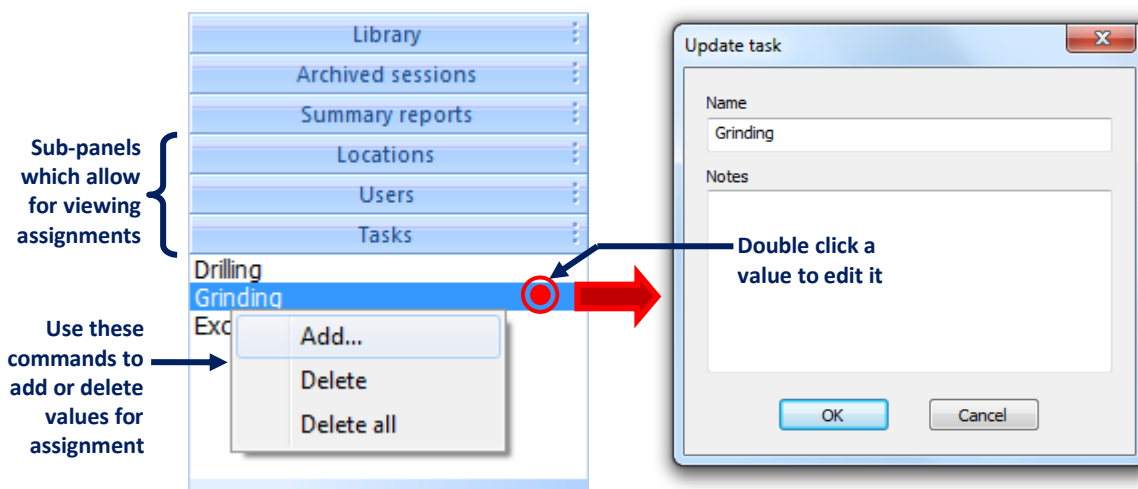 Library
Archived sessions
Summary reports
Locations
Users
Tasks
Sub-panels
which allow
for viewing
assignments
Drilling
Grinding
Exc
Add...
Delete
Delete all
Use these
commands to
add or delete
values for
assignment
Update task
Name
Grinding
Notes
Double click a
value to edit it
OK
Cancel